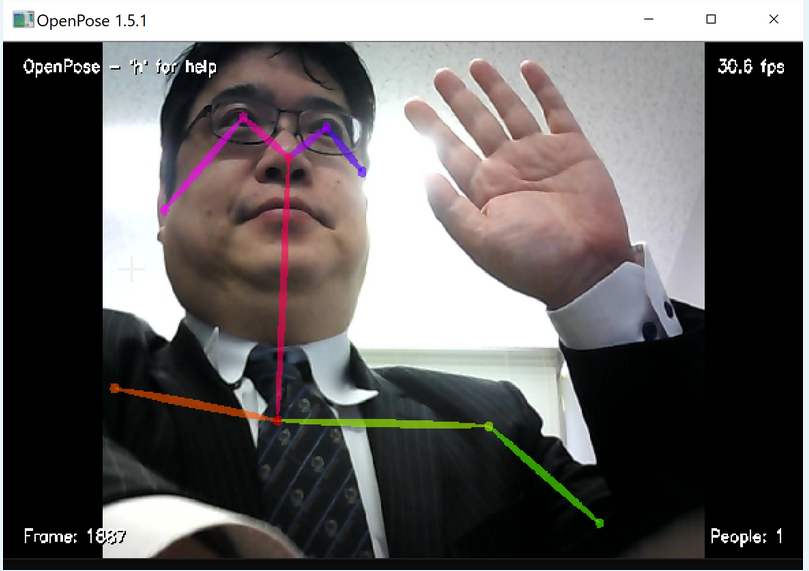 OpenPose 1.5.1
OpenPose - 'h' for help
30.6 fps
Frame: 1887
People: 1